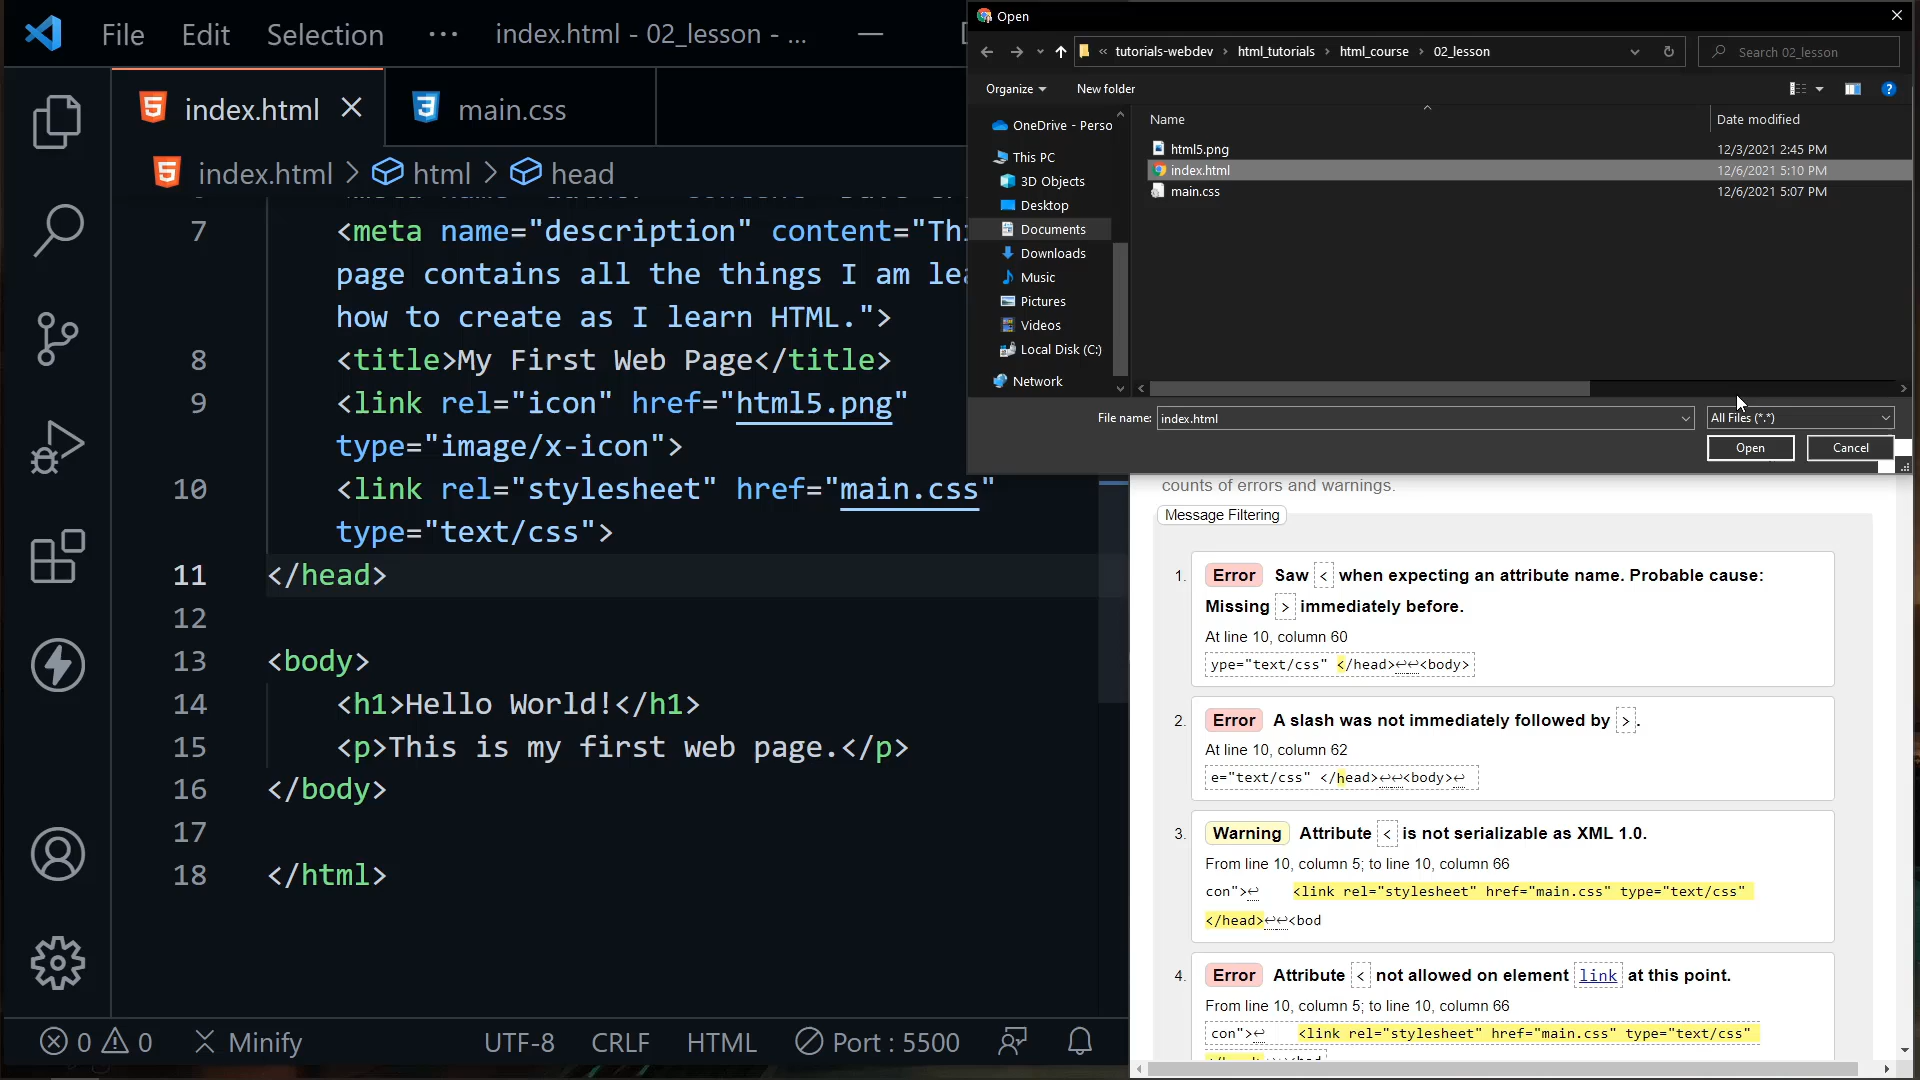 File Edit Selection ··· index.html - 02_lesson - ...
index.html main.css
index.html > html > head
7 <meta name="description" content="Thi
page contains all the things I am lea
how to create as I learn HTML.">
8 <title>My First Web Page</title>
9 <link rel="icon" href="html5.png"
type="image/x-icon">
10 <link rel="stylesheet" href="main.css"
type="text/css">
11 </head>
12
13 <body>
14 <h1>Hello World!</h1>
15 <p>This is my first web page.</p>
16 </body>
17
18 </html>
0 0 Minify UTF-8 CRLF HTML Port : 5500
Open
« tutorials-webdev > html_tutorials > html_course > 02_lesson
Search 02_lesson
Organize New folder
OneDrive - Perso
This PC
3D Objects
Desktop
Documents
Downloads
Music
Pictures
Videos
Local Disk (C:)
Network
Name Date modified
html5.png 12/3/2021 2:45 PM
index.html 12/6/2021 5:10 PM
main.css 12/6/2021 5:07 PM
File name: index.html All Files (*.*)
Open Cancel
counts of errors and warnings.
Message Filtering
1. Error Saw < when expecting an attribute name. Probable cause:
Missing > immediately before.
At line 10, column 60
ype="text/css" </head>↩↩<body>
2. Error A slash was not immediately followed by >.
At line 10, column 62
e="text/css" </head>↩↩<body>↩
3. Warning Attribute < is not serializable as XML 1.0.
From line 10, column 5; to line 10, column 66
con">↩ <link rel="stylesheet" href="main.css" type="text/css"
</head>↩↩<bod
4. Error Attribute < not allowed on element link at this point.
From line 10, column 5; to line 10, column 66
con">↩ <link rel="stylesheet" href="main.css" type="text/css"